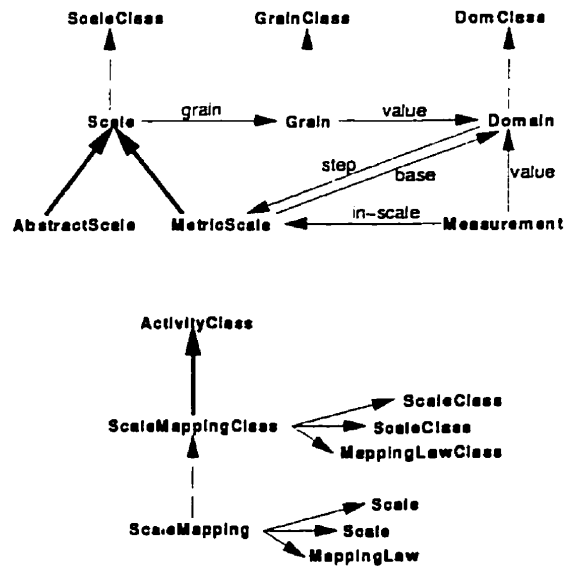 ScaleClass GrainClass DomClass
Scale grain Grain value Domain
step base value
AbstractScale MetricScale in-scale Measurement
ActivityClass
ScaleMappingClass ScaleClass
ScaleClass
MappingLawClass
ScaleMapping Scale
Scale
MappingLaw